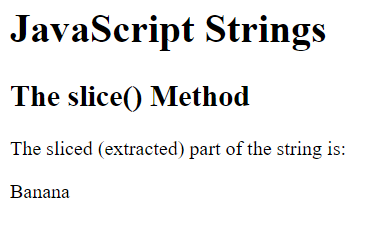 JavaScript Strings
The slice() Method
The sliced (extracted) part of the string is:
Banana